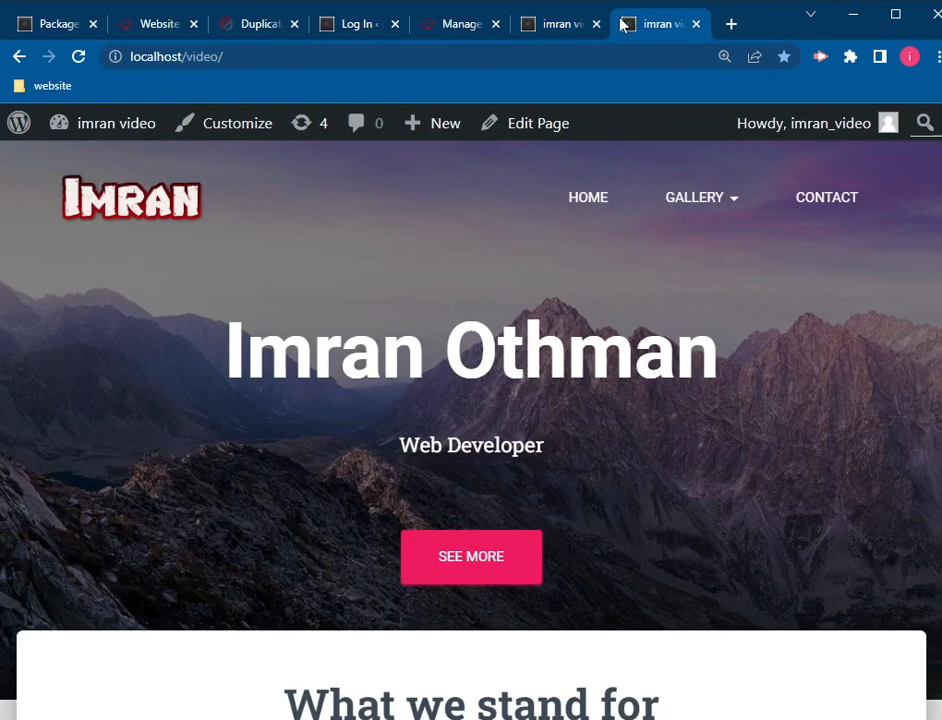 Package
Website
Duplicat
Log In ‹
Manage
imran vi
imran vi
localhost/video/
i
website
imran video
Customize
4
0
New
Edit Page
Howdy, imran_video
IMRAN
HOME
GALLERY
CONTACT
Imran Othman
Web Developer
SEE MORE
What we stand for